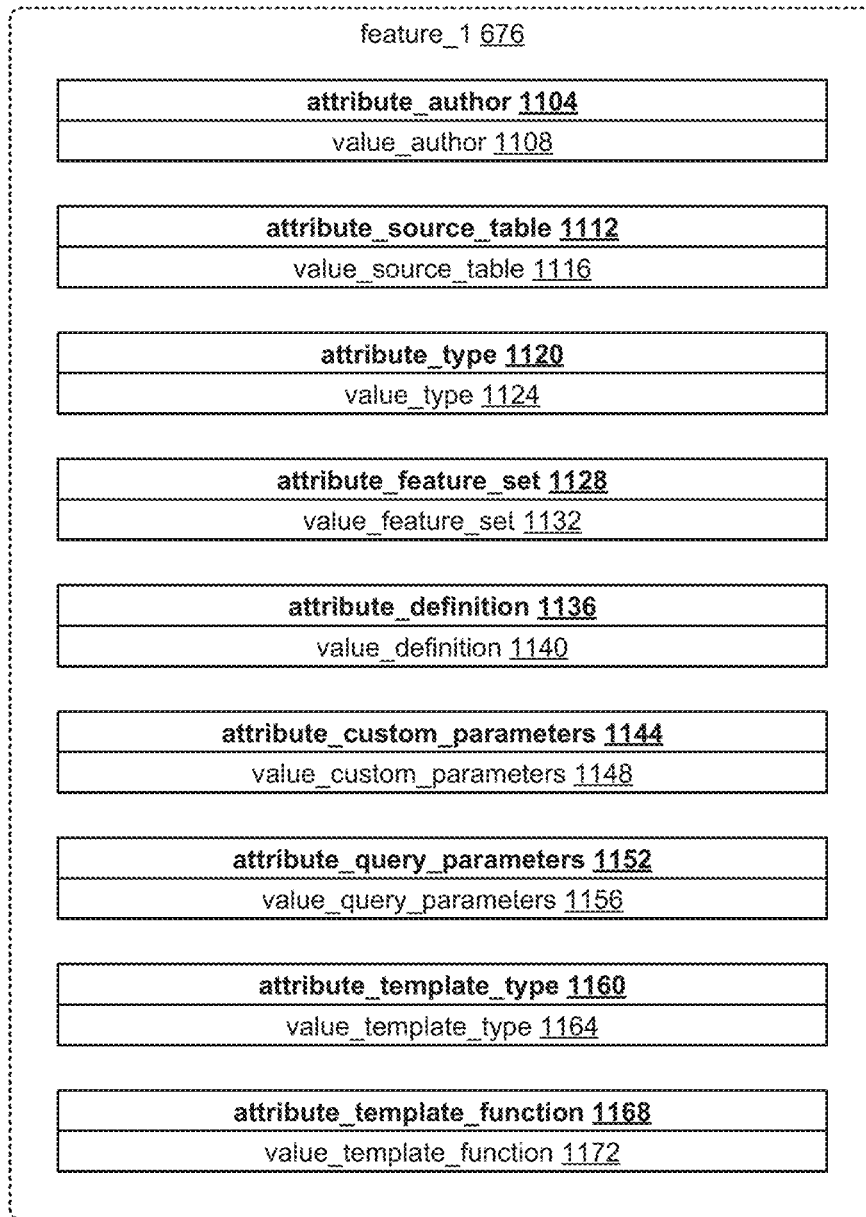 feature_1 676
attribute_author 1104
value_author 1108
attribute_source_table 1112
value_source_table 1116
attribute_type 1120
value_type 1124
attribute_feature_set 1128
value_feature_set 1132
attribute_definition 1136
value_definition 1140
attribute_custom_parameters 1144
value_custom_parameters 1148
attribute_query_parameters 1152
value_query_parameters 1156
attribute_template_type 1160
value_template_type 1164
attribute_template_function 1168
value_template_function 1172